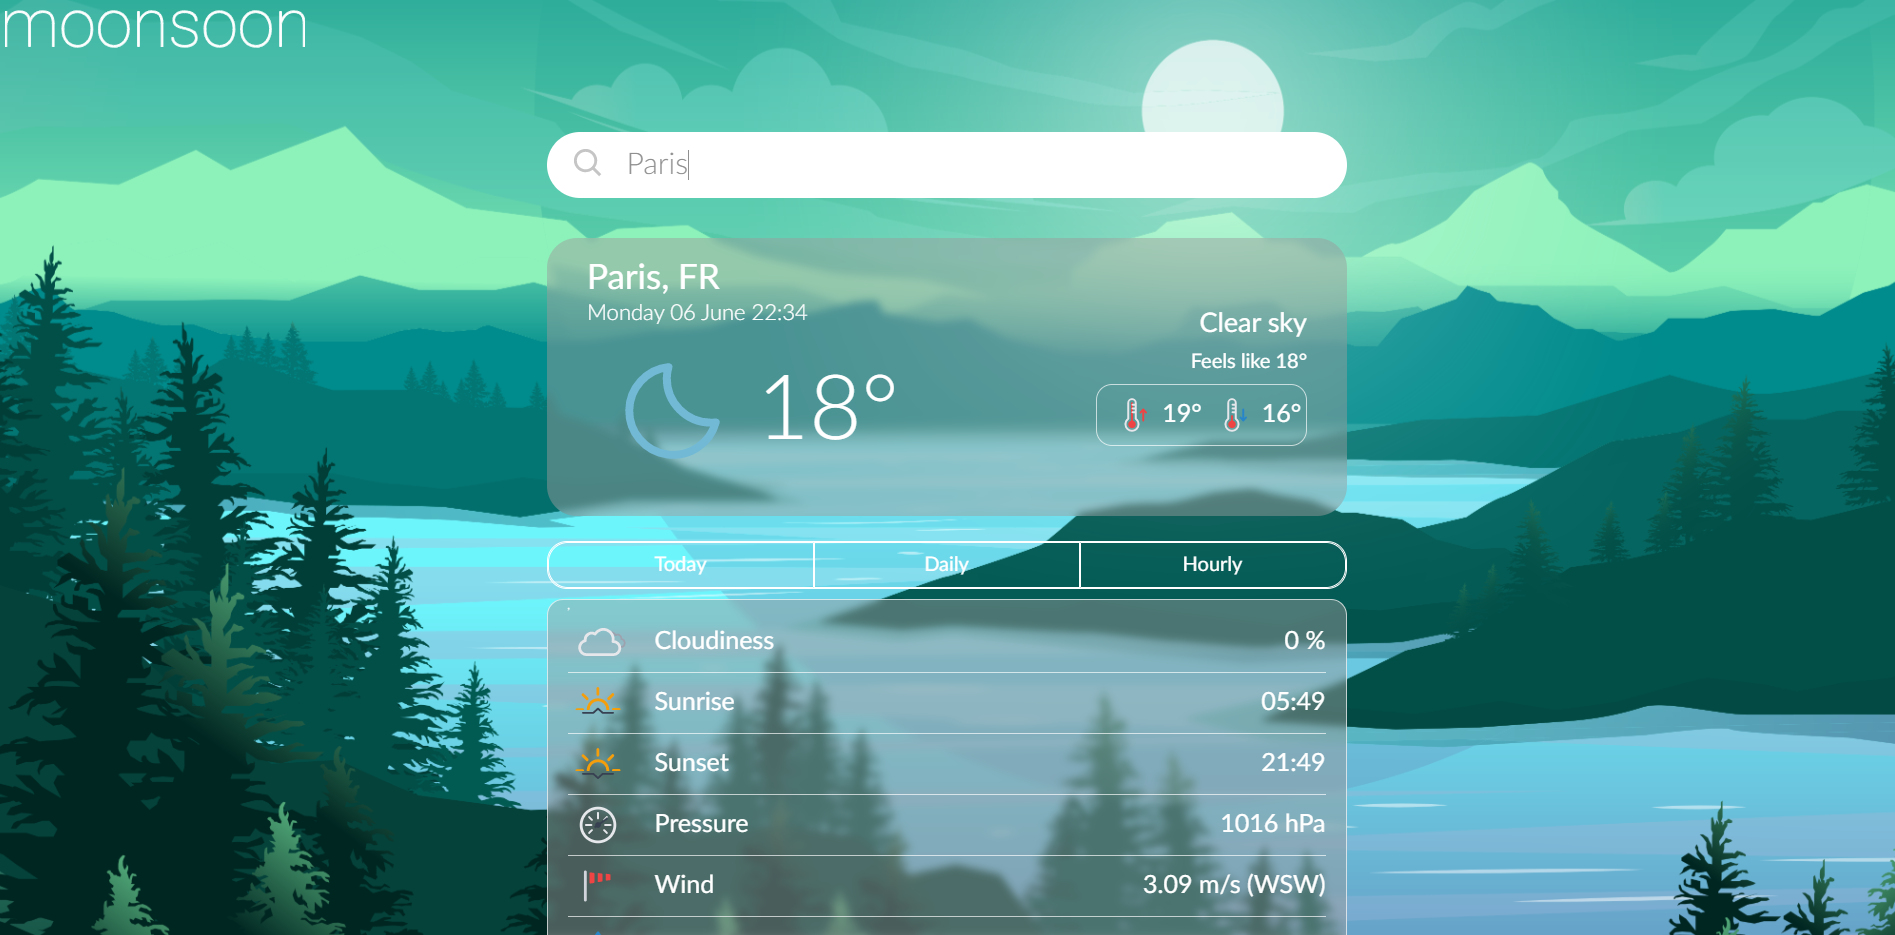 moonsoon
Paris
Paris, FR
Monday 06 June 22:34
18°
Clear sky
Feels like 18°
19° 16°
Today Daily Hourly
Cloudiness 0 %
Sunrise 05:49
Sunset 21:49
Pressure 1016 hPa
Wind 3.09 m/s (WSW)